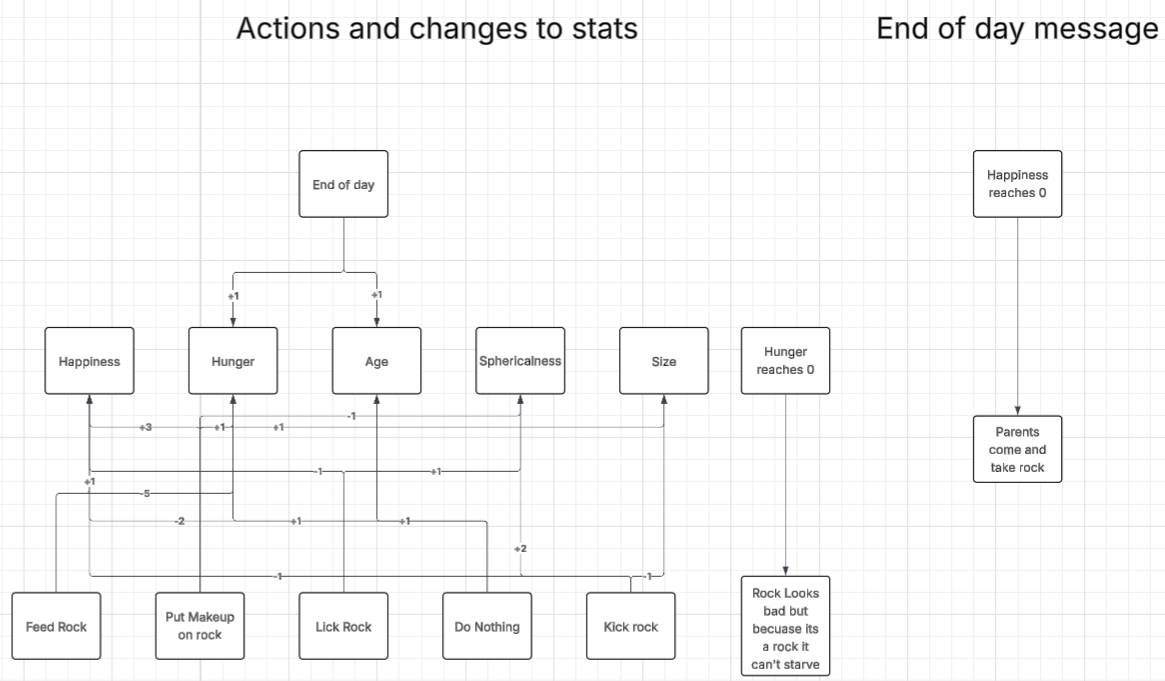 Actions and changes to stats
End of day message
End of day
Happiness
reaches 0
+1
+1
Happiness
Hunger
Age
Sphericalness
Size
Hunger
reaches 0
-1
+3
+1
+1
Parents
come and
take rock
-1
+1
+1
-5
-2
+1
+1
+2
-1
-1
Feed Rock
Put Makeup
on rock
Lick Rock
Do Nothing
Kick rock
Rock Looks
bad but
becuase its
a rock it
can't starve